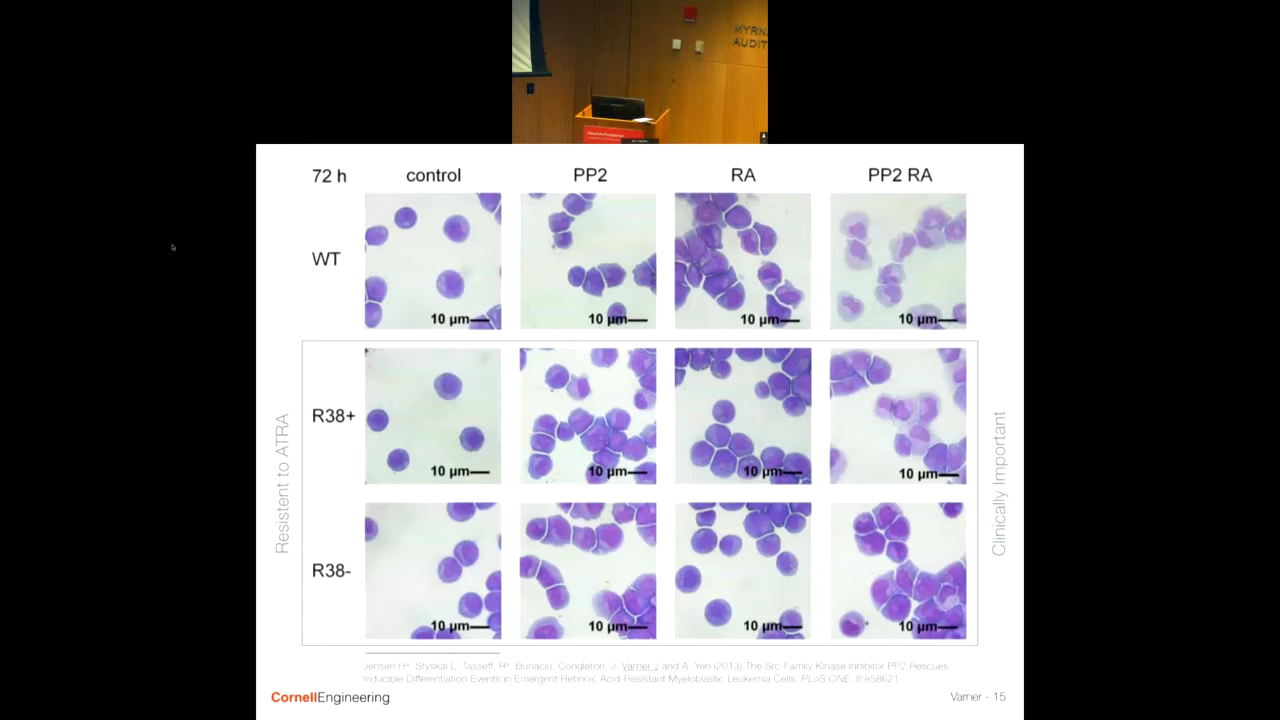 MYRN
AUDIT
72 h control PP2 RA PP2 RA
WT
10 µm 10 µm 10 µm 10 µm
R38+
10 µm 10 µm 10 µm 10 µm
R38-
10 µm 10 µm 10 µm 10 µm
Resistent to ATRA
Clinically Important
Jensen H*, Styskal L, Tasseff, R*, Bunaciu, Congleton, J, Varner J and A. Yen (2013) The Src-Family Kinase Inhibitor PP2 Rescues
Inducible Differentiation Events in Emergent Retinoic Acid-Resistant Myeloblastic Leukemia Cells. PLoS ONE, 8:e58621
CornellEngineering
Varner - 15